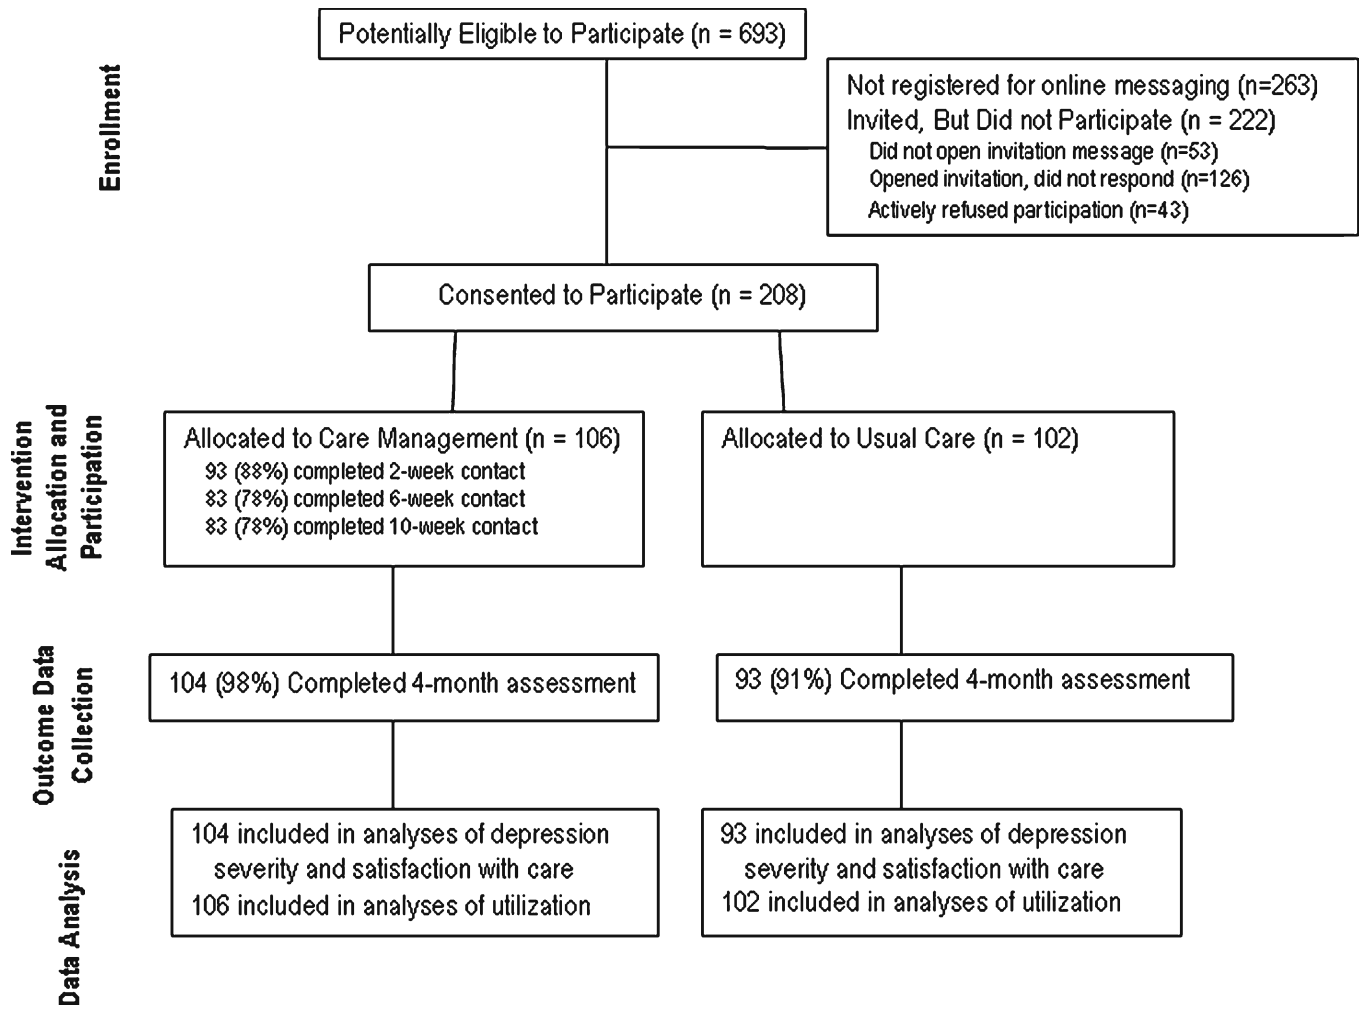 Potentially Eligible to Participate (n = 693)
Enrollment
Not registered for online messaging (n=263)
Invited, But Did not Participate (n = 222)
Did not open invitation message (n=53)
Opened invitation, did not respond (n=126)
Actively refused participation (n=43)
Consented to Participate (n = 208)
Intervention
Allocation and
Participation
Allocated to Care Management (n = 106)
93 (88%) completed 2-week contact
83 (78%) completed 6-week contact
83 (78%) completed 10-week contact
Allocated to Usual Care (n = 102)
Outcome Data
Collection
104 (98%) Completed 4-month assessment
93 (91%) Completed 4-month assessment
Data Analysis
104 included in analyses of depression
severity and satisfaction with care
106 included in analyses of utilization
93 included in analyses of depression
severity and satisfaction with care
102 included in analyses of utilization